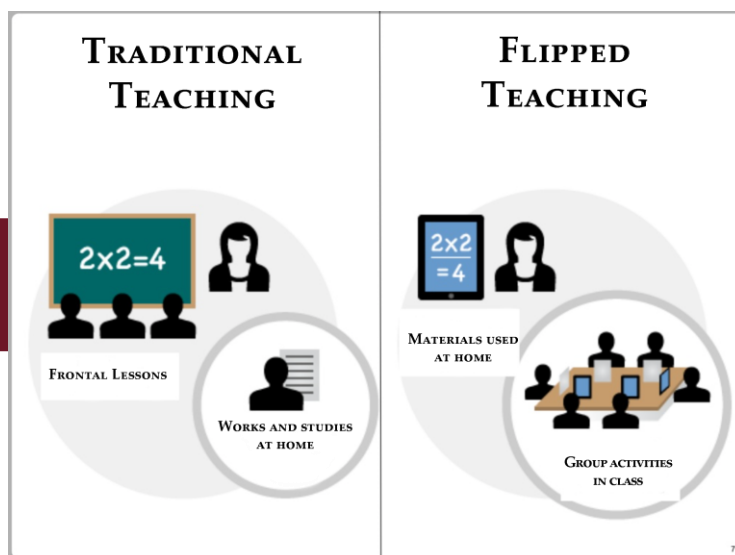 TRADITIONAL
TEACHING
2x2=4
FRONTAL LESSONS
WORKS AND STUDIES
AT HOME
FLIPPED
TEACHING
2x2
=4
MATERIALS USED
AT HOME
GROUP ACTIVITIES
IN CLASS
7